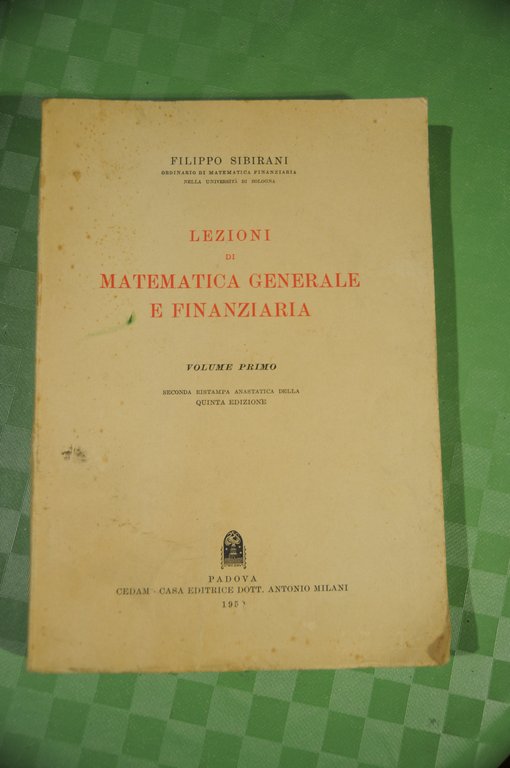 FILIPPO SIBIRANI
ORDINARIO DI MATEMATICA FINANZIARIA
NELLA UNIVERSITÀ DI BOLOGNA
LEZIONI
DI
MATEMATICA GENERALE
E FINANZIARIA
VOLUME PRIMO
SECONDA RISTAMPA ANASTATICA DELLA
QUINTA EDIZIONE
PADOVA
CEDAM - CASA EDITRICE DOTT. ANTONIO MILANI